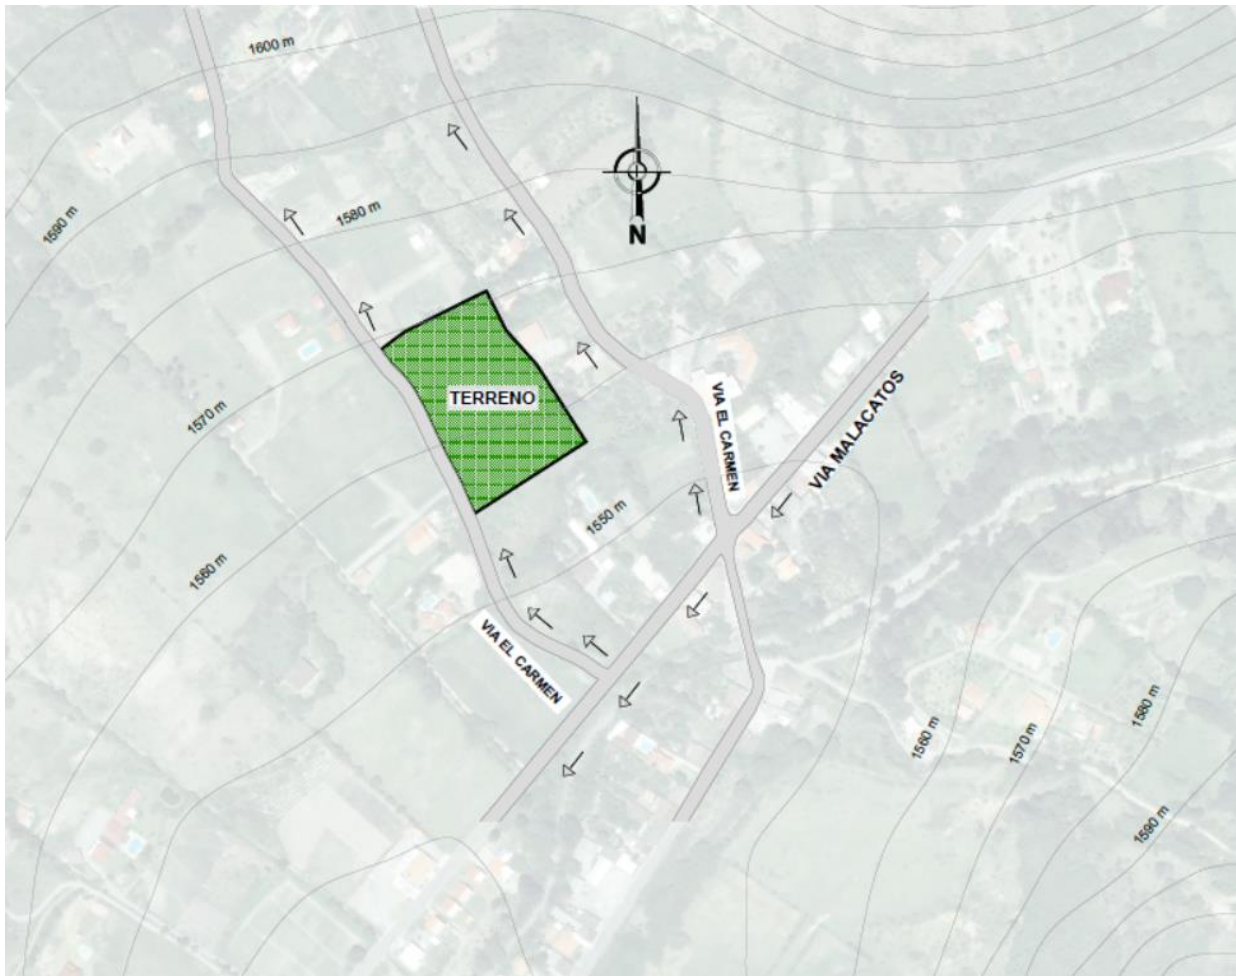 1600 m
1590 m
1580 m
N
1570 m
TERRENO
VIA EL CARMEN
VIA MALACATOS
1550 m
1560 m
VIA EL CARMEN
1560 m
1570 m
1580 m
1590 m